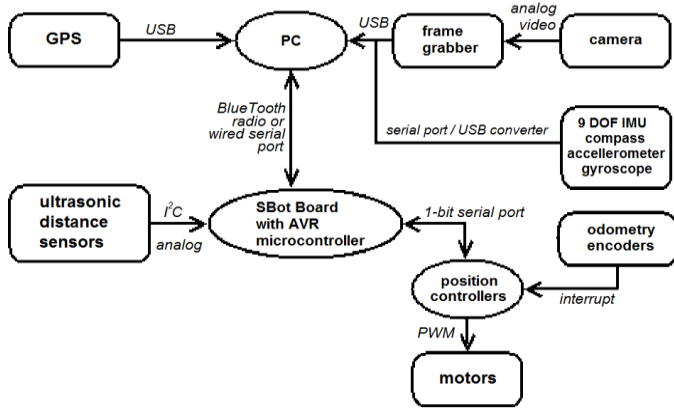 GPS
USB
PC
USB
frame
grabber
analog
video
camera
BlueTooth
radio or
wired serial
port
serial port / USB converter
9 DOF IMU
compass
accellerometer
gyroscope
ultrasonic
distance
sensors
I²C
analog
SBot Board
with AVR
microcontroller
1-bit serial port
odometry
encoders
position
controllers
interrupt
PWM
motors